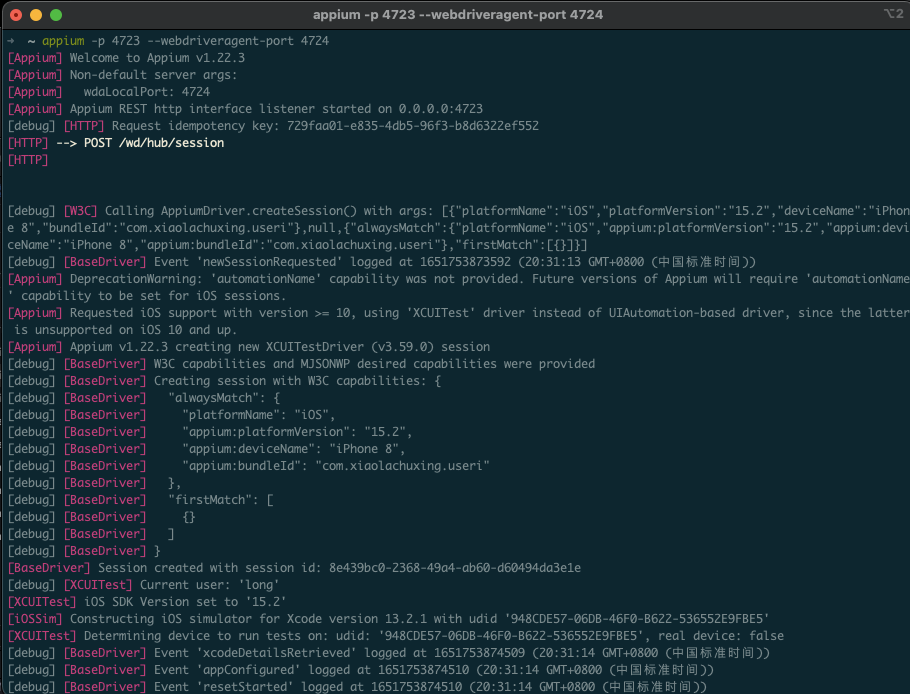 appium -p 4723 --webdriveragent-port 4724
⌥2
→ ~ appium -p 4723 --webdriveragent-port 4724
[Appium] Welcome to Appium v1.22.3
[Appium] Non-default server args:
[Appium]   wdaLocalPort: 4724
[Appium] Appium REST http interface listener started on 0.0.0.0:4723
[debug] [HTTP] Request idempotency key: 729faa01-e835-4db5-96f3-b8d6322ef552
[HTTP] --> POST /wd/hub/session
[HTTP]
[debug] [W3C] Calling AppiumDriver.createSession() with args: [{"platformName":"iOS","platformVersion":"15.2","deviceName":"iPhon
e 8","bundleId":"com.xiaolachuxing.useri"},null,{"alwaysMatch":{"platformName":"iOS","appium:platformVersion":"15.2","appium:devi
ceName":"iPhone 8","appium:bundleId":"com.xiaolachuxing.useri"},"firstMatch":[{}]}]
[debug] [BaseDriver] Event 'newSessionRequested' logged at 1651753873592 (20:31:13 GMT+0800 (中国标准时间))
[Appium] DeprecationWarning: 'automationName' capability was not provided. Future versions of Appium will require 'automationName
' capability to be set for iOS sessions.
[Appium] Requested iOS support with version >= 10, using 'XCUITest' driver instead of UIAutomation-based driver, since the latter
 is unsupported on iOS 10 and up.
[Appium] Appium v1.22.3 creating new XCUITestDriver (v3.59.0) session
[debug] [BaseDriver] W3C capabilities and MJSONWP desired capabilities were provided
[debug] [BaseDriver] Creating session with W3C capabilities: {
[debug] [BaseDriver]   "alwaysMatch": {
[debug] [BaseDriver]     "platformName": "iOS",
[debug] [BaseDriver]     "appium:platformVersion": "15.2",
[debug] [BaseDriver]     "appium:deviceName": "iPhone 8",
[debug] [BaseDriver]     "appium:bundleId": "com.xiaolachuxing.useri"
[debug] [BaseDriver]   },
[debug] [BaseDriver]   "firstMatch": [
[debug] [BaseDriver]     {}
[debug] [BaseDriver]   ]
[debug] [BaseDriver] }
[BaseDriver] Session created with session id: 8e439bc0-2368-49a4-ab60-d60494da3e1e
[debug] [XCUITest] Current user: 'long'
[XCUITest] iOS SDK Version set to '15.2'
[iOSSim] Constructing iOS simulator for Xcode version 13.2.1 with udid '948CDE57-06DB-46F0-B622-536552E9FBE5'
[XCUITest] Determining device to run tests on: udid: '948CDE57-06DB-46F0-B622-536552E9FBE5', real device: false
[debug] [BaseDriver] Event 'xcodeDetailsRetrieved' logged at 1651753874509 (20:31:14 GMT+0800 (中国标准时间))
[debug] [BaseDriver] Event 'appConfigured' logged at 1651753874510 (20:31:14 GMT+0800 (中国标准时间))
[debug] [BaseDriver] Event 'resetStarted' logged at 1651753874510 (20:31:14 GMT+0800 (中国标准时间))